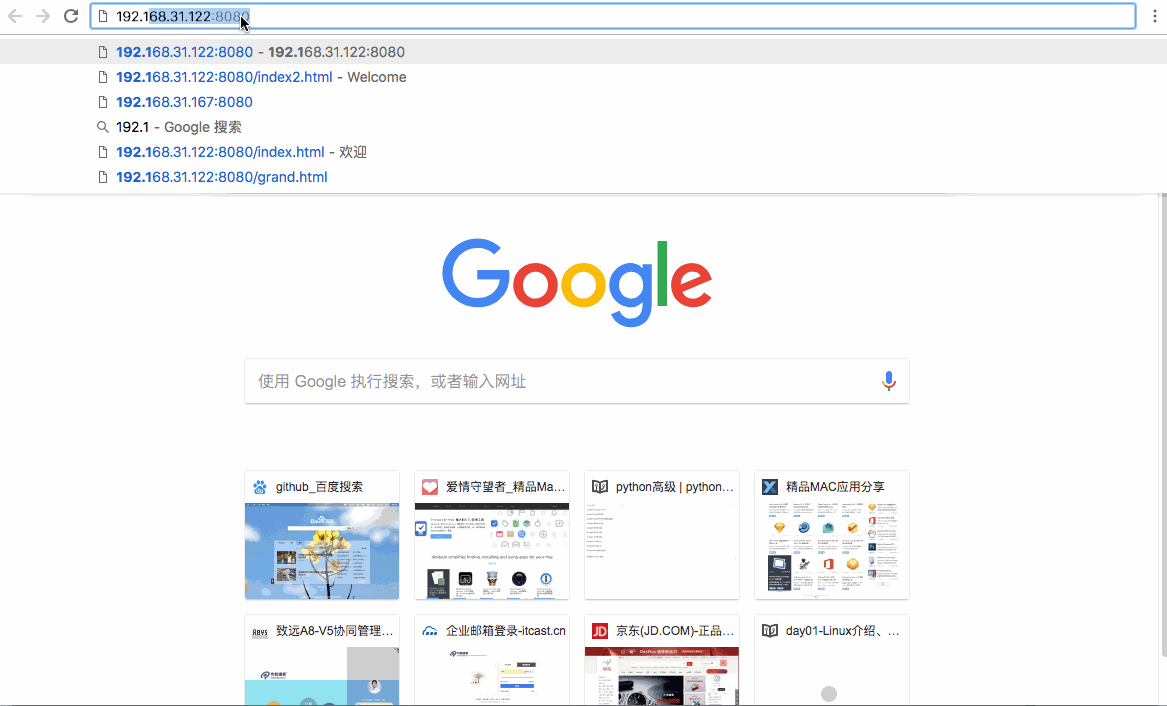 192.168.31.122:8080
192.168.31.122:8080 - 192.168.31.122:8080
192.168.31.122:8080/index2.html - Welcome
192.168.31.167:8080
192.1 - Google 搜索
192.168.31.122:8080/index.html - 欢迎
192.168.31.122:8080/grand.html
Google
使用 Google 执行搜索，或者输入网址
github_百度搜索
爱情守望者_精品Ma...
python高级 | python...
精品MAC应用分享
致远A8-V5协同管理...
企业邮箱登录-itcast.cn
JD 京东(JD.COM)-正品...
day01-Linux介绍、...